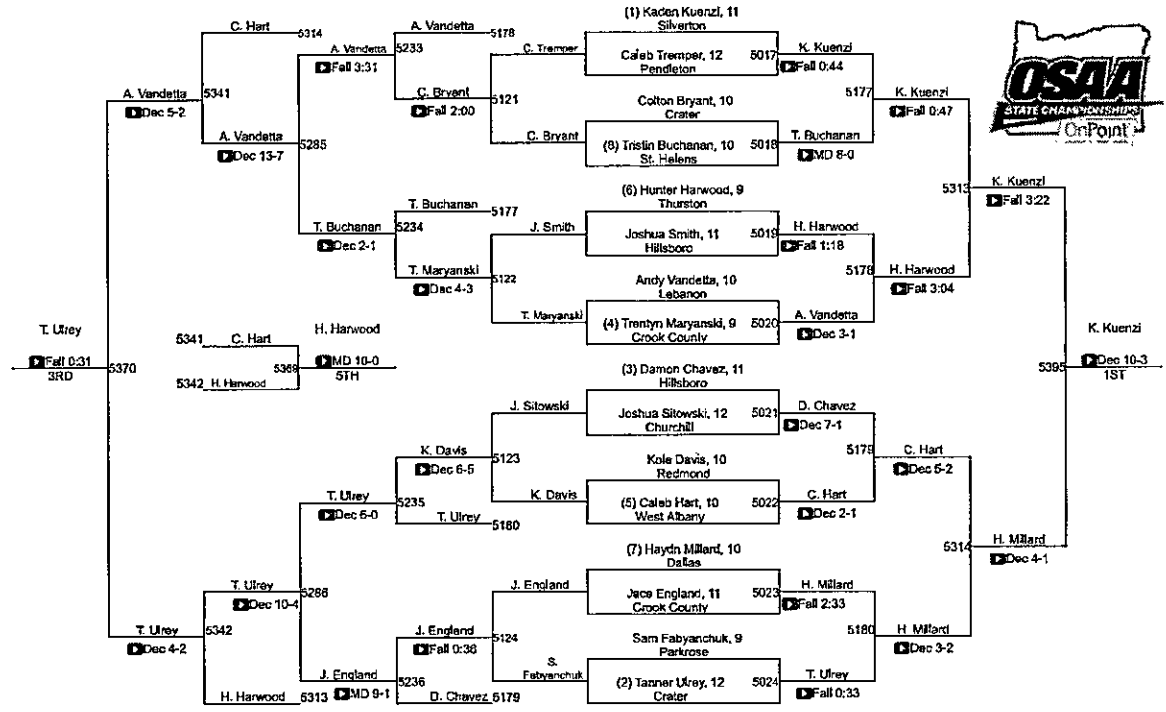 (1) Kaden Kuenzi, 11
Silverton
C. Hart
5314
A. Vandetta
5178
A. Vandetta
5233
Fall 3:31
C. Tremper
Caleb Tremper, 12
Pendleton
5017
K. Kuenzi
Fall 0:44
OSAA
STATE CHAMPIONSHIPS
OnPoint
A. Vandetta
5341
Dec 5-2
C. Bryant
Fall 2:00
5121
Colton Bryant, 10
Crater
5177
K. Kuenzi
Fall 0:47
A. Vandetta
Dec 13-7
5285
C. Bryant
(8) Tristin Buchanan, 10
St. Helens
5018
T. Buchanan
MD 8-0
(6) Hunter Harwood, 9
Thurston
5313
K. Kuenzi
Fall 3:22
T. Buchanan
Dec 2-1
5234
T. Buchanan
5177
J. Smith
Joshua Smith, 11
Hillsboro
5019
H. Harwood
Fall 1:18
T. Maryanski
Dec 4-3
5122
Andy Vandetta, 10
Lebanon
5178
H. Harwood
Fall 3:04
T. Maryanski
(4) Trentyn Maryanski, 9
Crook County
5020
A. Vandetta
Dec 3-1
T. Ulrey
Fall 0:31
3RD
5370
5341
C. Hart
5342
H. Harwood
5369
H. Harwood
MD 10-0
5TH
5395
K. Kuenzi
Dec 10-3
1ST
(3) Damon Chavez, 11
Hillsboro
J. Sitowski
Joshua Sitowski, 12
Churchill
5021
D. Chavez
Dec 7-1
K. Davis
Dec 6-5
5123
Kole Davis, 10
Redmond
5179
C. Hart
Dec 5-2
T. Ulrey
Dec 6-0
5235
T. Ulrey
5180
K. Davis
(5) Caleb Hart, 10
West Albany
5022
C. Hart
Dec 2-1
(7) Haydn Millard, 10
Dallas
5314
H. Millard
Dec 4-1
T. Ulrey
Dec 10-4
5286
J. England
Jace England, 11
Crook County
5023
H. Millard
Fall 2:33
T. Ulrey
Dec 4-2
5342
J. England
Fall 0:36
5124
Sam Fabyanchuk, 9
Parkrose
5180
H. Millard
Dec 3-2
J. England
MD 9-1
5236
S.
Fabyanchuk
(2) Tanner Ulrey, 12
Crater
5024
T. Ulrey
Fall 0:33
H. Harwood
5313
D. Chavez
5179